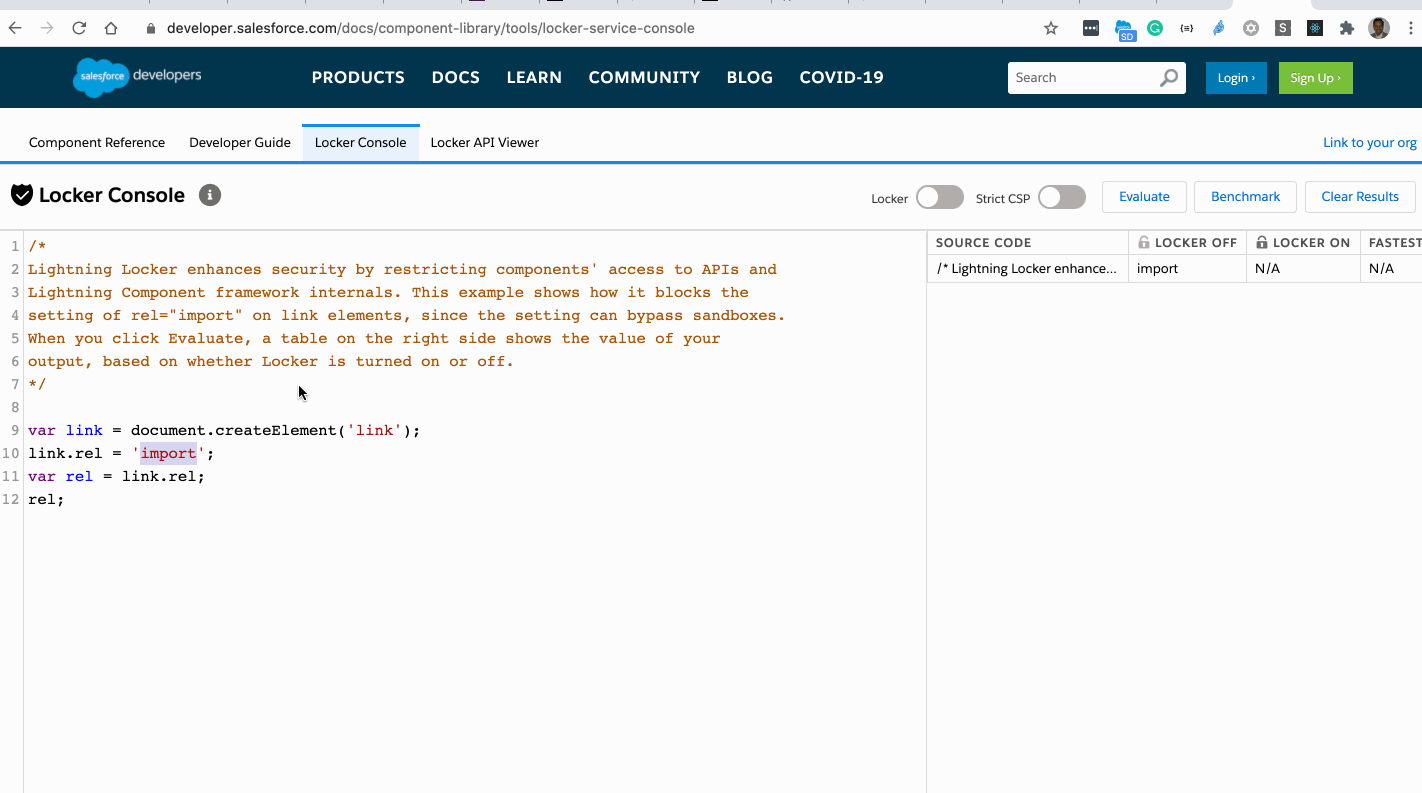 developer.salesforce.com/docs/component-library/tools/locker-service-console
SD
S
salesforce developers
PRODUCTS DOCS LEARN COMMUNITY BLOG COVID-19
Search
Login ›
Sign Up ›
Component Reference Developer Guide Locker Console Locker API Viewer
Link to your org
Locker Console
Locker Strict CSP Evaluate Benchmark Clear Results
1 /*
2 Lightning Locker enhances security by restricting components' access to APIs and
3 Lightning Component framework internals. This example shows how it blocks the
4 setting of rel="import" on link elements, since the setting can bypass sandboxes.
5 When you click Evaluate, a table on the right side shows the value of your
6 output, based on whether Locker is turned on or off.
7 */
8
9 var link = document.createElement('link');
10 link.rel = 'import';
11 var rel = link.rel;
12 rel;
SOURCE CODE LOCKER OFF LOCKER ON FASTEST
/* Lightning Locker enhance... import N/A N/A